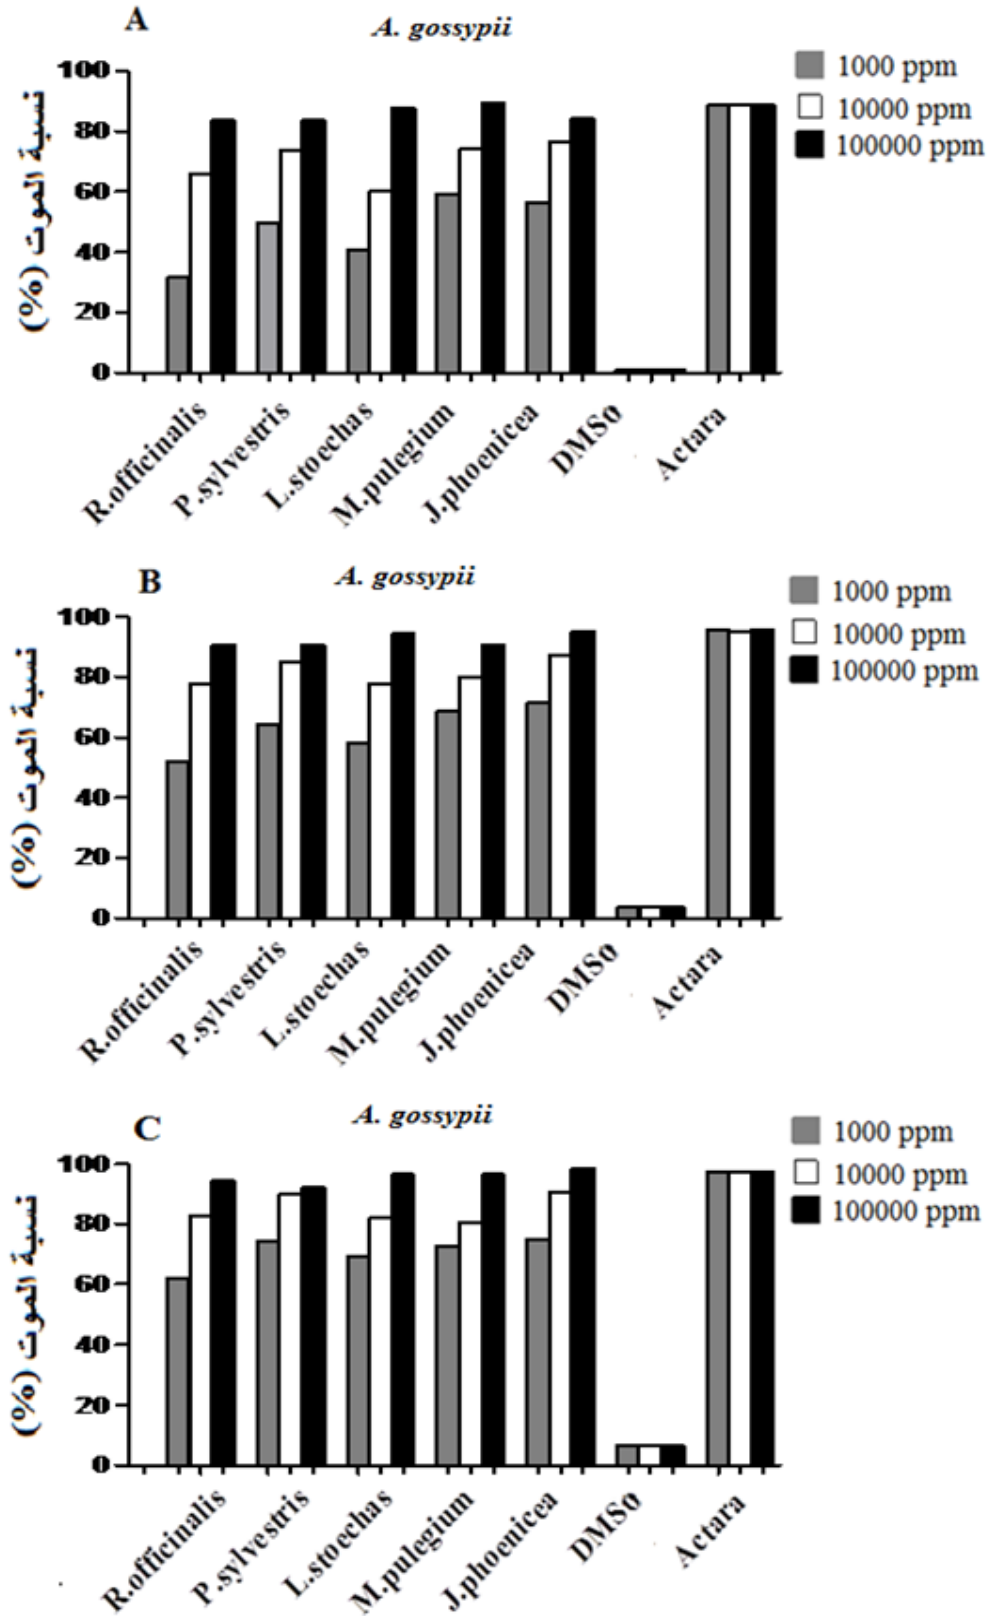 A
A. gossypii
1000 ppm
10000 ppm
100000 ppm
نسبة الموت (%)
100
80
60
40
20
0
R.officinalis
P.sylvestris
L.stoechas
M.pulegium
J.phoenicea
DMSo
Actara
B
A. gossypii
1000 ppm
10000 ppm
100000 ppm
نسبة الموت (%)
100
80
60
40
20
0
R.officinalis
P.sylvestris
L.stoechas
M.pulegium
J.phoenicea
DMSo
Actara
C
A. gossypii
1000 ppm
10000 ppm
100000 ppm
نسبة الموت (%)
100
80
60
40
20
0
R.officinalis
P.sylvestris
L.stoechas
M.pulegium
J.phoenicea
DMSo
Actara